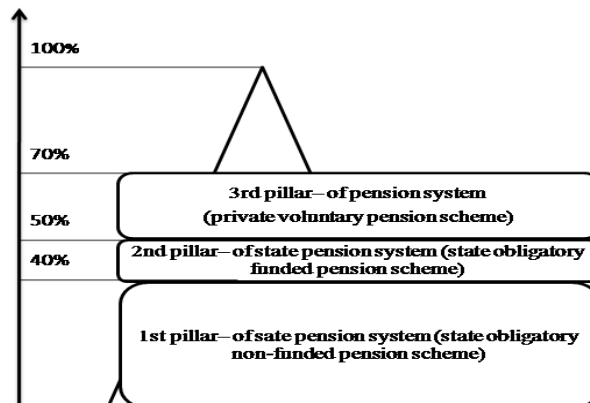 100%
70%
3rd pillar– of pension system
(private voluntary pension scheme)
50%
2nd pillar– of state pension system (state obligatory
funded pension scheme)
40%
1st pillar– of sate pension system (state obligatory
non-funded pension scheme)